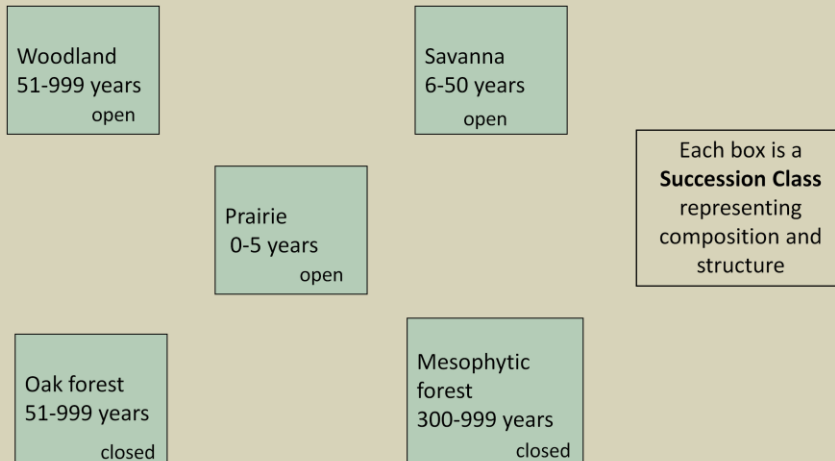 Woodland
51-999 years
open
Savanna
6-50 years
open
Each box is a
Succession Class
representing
composition and
structure
Prairie
0-5 years
open
Oak forest
51-999 years
closed
Mesophytic
forest
300-999 years
closed